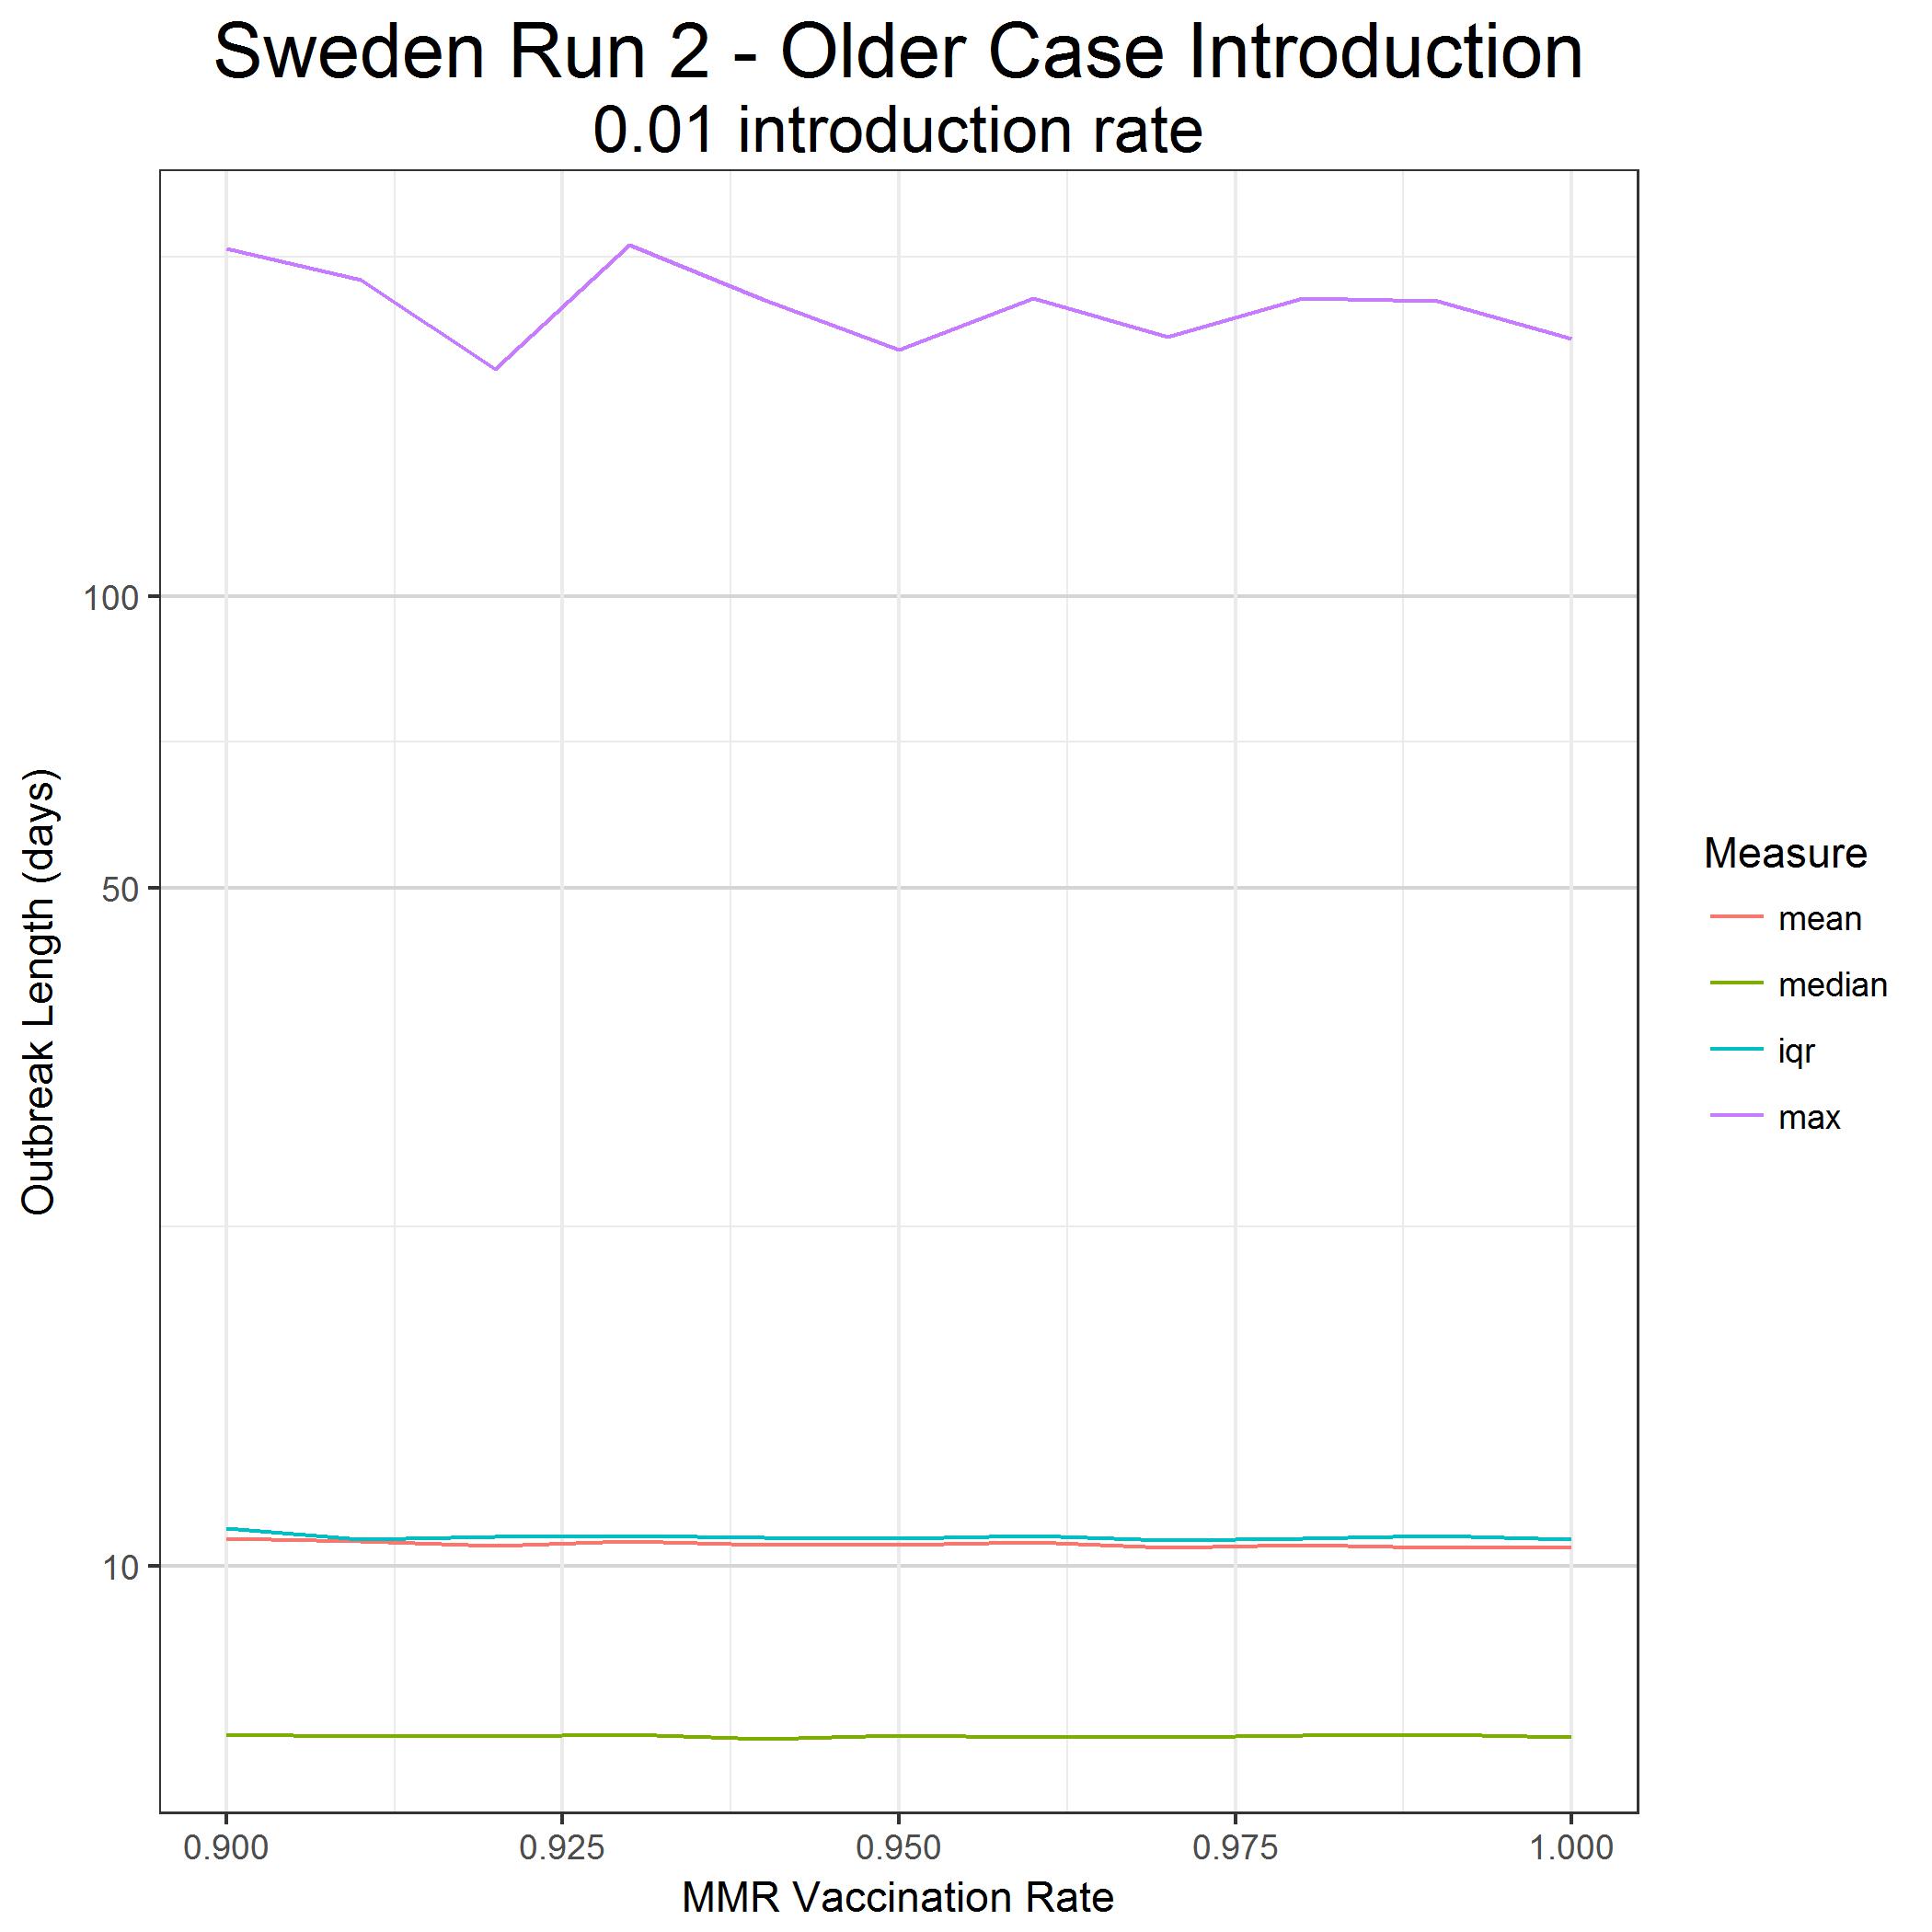 Sweden Run 2 - Older Case Introduction
0.01 introduction rate
Outbreak Length (days)
100
50
10
0.900 0.925 0.950 0.975 1.000
MMR Vaccination Rate
Measure
mean
median
iqr
max